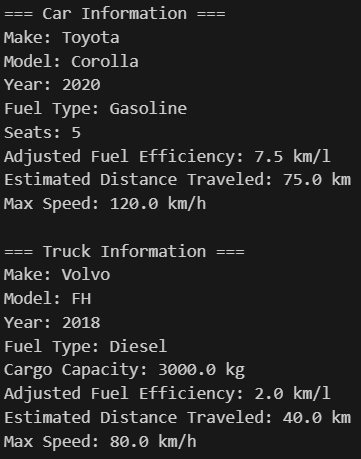 === Car Information ===
Make: Toyota
Model: Corolla
Year: 2020
Fuel Type: Gasoline
Seats: 5
Adjusted Fuel Efficiency: 7.5 km/l
Estimated Distance Traveled: 75.0 km
Max Speed: 120.0 km/h

=== Truck Information ===
Make: Volvo
Model: FH
Year: 2018
Fuel Type: Diesel
Cargo Capacity: 3000.0 kg
Adjusted Fuel Efficiency: 2.0 km/l
Estimated Distance Traveled: 40.0 km
Max Speed: 80.0 km/h